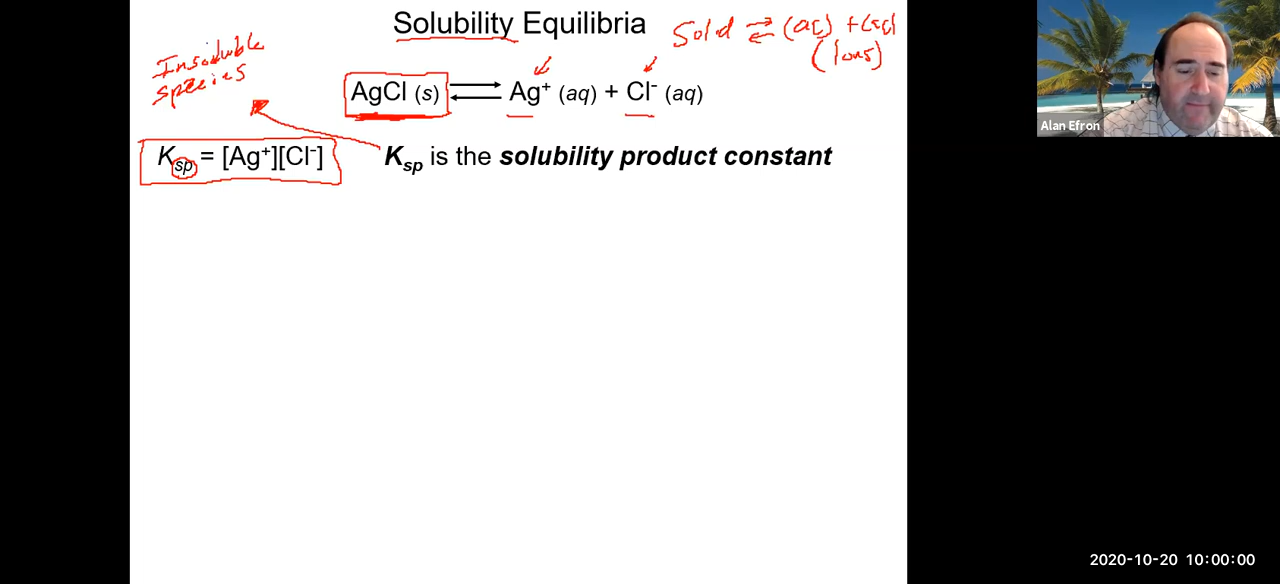 Solubility Equilibria
Solid ⇌ (aq) + (aq)
(Ions)
Insoluble
species
AgCl (s) ⇌ Ag⁺ (aq) + Cl⁻ (aq)
Ksp = [Ag⁺][Cl⁻]
Ksp is the solubility product constant
Alan Efron
2020-10-20 10:00:00